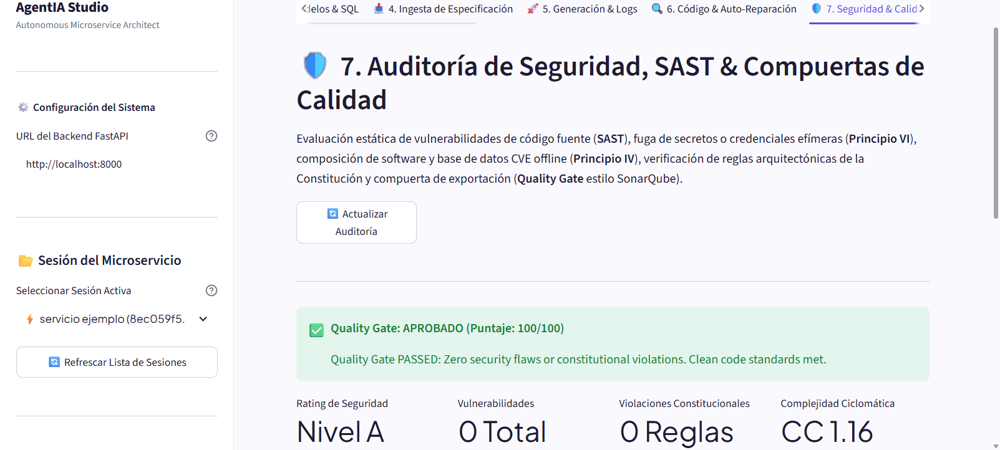 AgentIA Studio
Autonomous Microservice Architect
Configuración del Sistema
URL del Backend FastAPI
http://localhost:8000
Sesión del Microservicio
Seleccionar Sesión Activa
servicio ejemplo (8ec059f5.
Refrescar Lista de Sesiones
delos & SQL
4. Ingesta de Especificación
5. Generación & Logs
6. Código & Auto-Reparación
7. Seguridad & Calid
7. Auditoría de Seguridad, SAST & Compuertas de
Calidad
Evaluación estática de vulnerabilidades de código fuente (SAST), fuga de secretos o credenciales efímeras (Principio VI),
composición de software y base de datos CVE offline (Principio IV), verificación de reglas arquitectónicas de la
Constitución y compuerta de exportación (Quality Gate estilo SonarQube).
Actualizar
Auditoría
Quality Gate: APROBADO (Puntaje: 100/100)
Quality Gate PASSED: Zero security flaws or constitutional violations. Clean code standards met.
Rating de Seguridad
Nivel A
Vulnerabilidades
0 Total
Violaciones Constitucionales
0 Reglas
Complejidad Ciclomática
CC 1.16